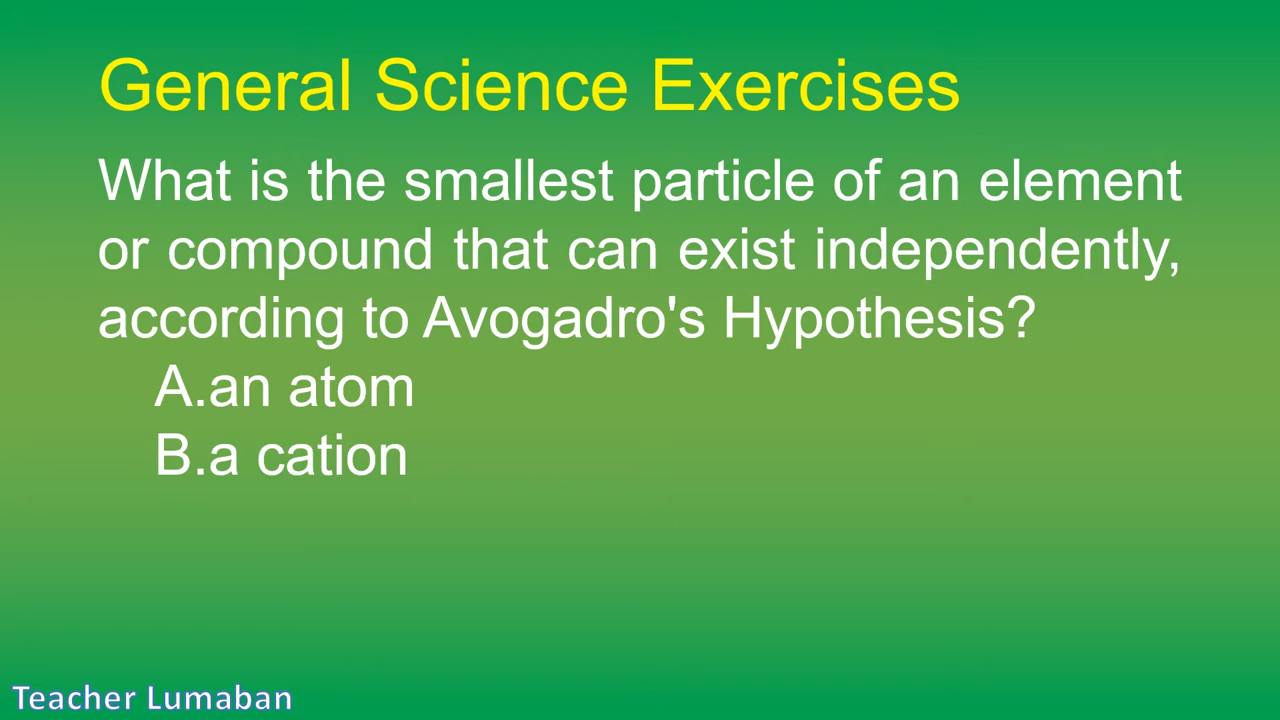 General Science Exercises
What is the smallest particle of an element
or compound that can exist independently,
according to Avogadro's Hypothesis?
A.an atom
B.a cation
Teacher Lumaban